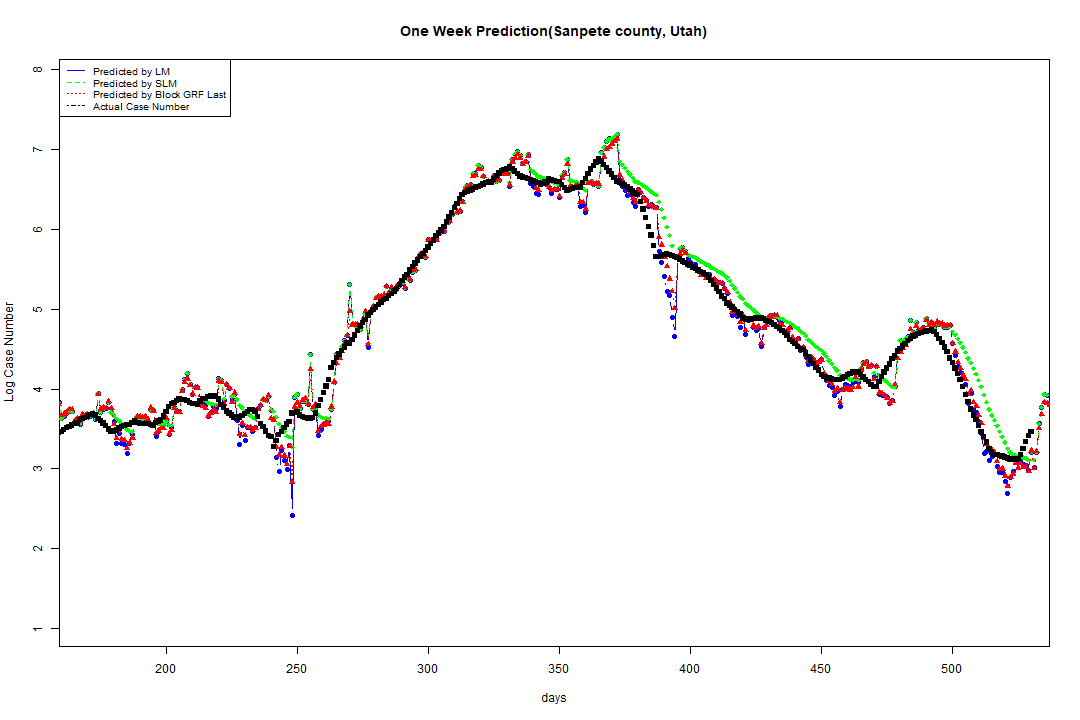 One Week Prediction(Sanpete county, Utah)
Predicted by LM
Predicted by SLM
Predicted by Block GRF Last
Actual Case Number
8
7
6
5
4
3
2
1
Log Case Number
200 250 300 350 400 450 500
days